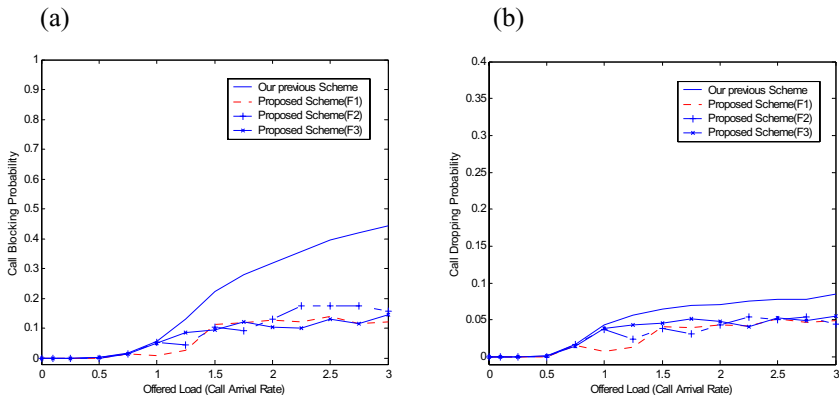 (a)
(b)
1
0.9
0.8
0.7
0.6
0.5
0.4
0.3
0.2
0.1
0
Call Blocking Probability
Our previous Scheme
Proposed Scheme(F1)
Proposed Scheme(F2)
Proposed Scheme(F3)
0
0.5
1
1.5
2
2.5
3
Offered Load (Call Arrival Rate)
0.4
0.35
0.3
0.25
0.2
0.15
0.1
0.05
0
Call Dropping Probability
Our previous Scheme
Proposed Scheme(F1)
Proposed Scheme(F2)
Proposed Scheme(F3)
0
0.5
1
1.5
2
2.5
3
Offered Load (Call Arrival Rate)